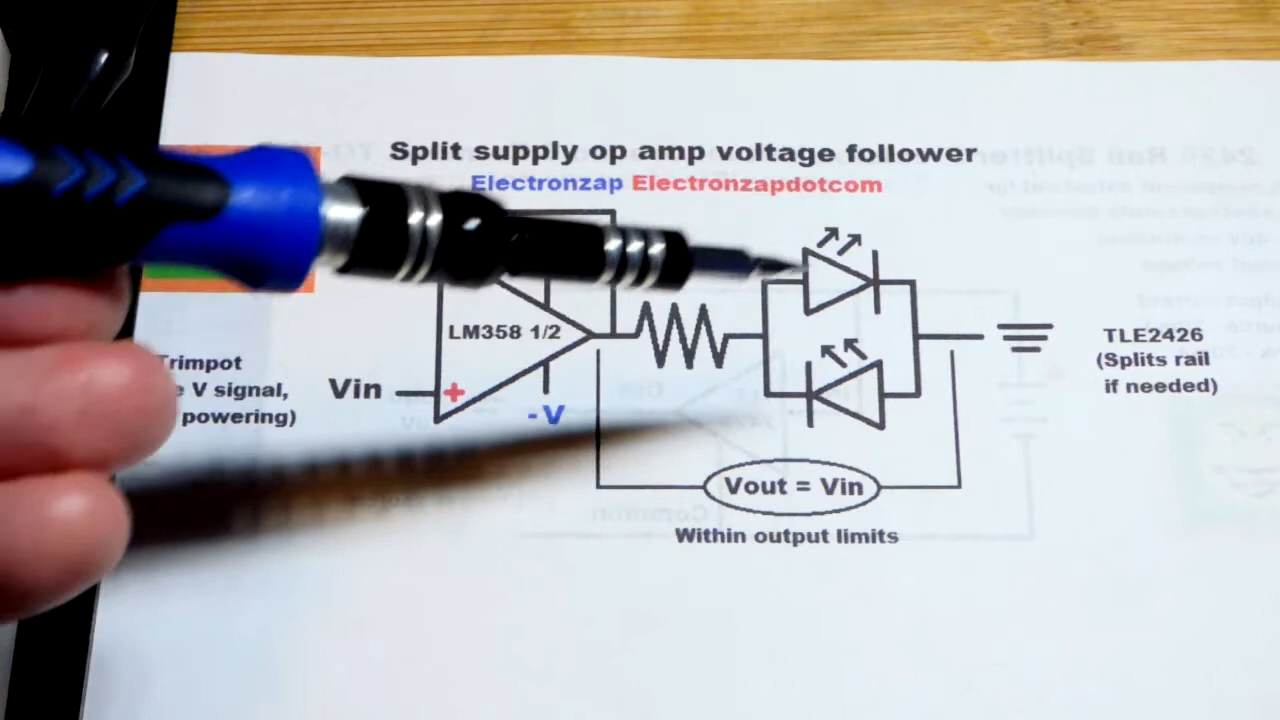 Split supply op amp voltage follower
Electronzap Electronzapdotcom
LM358 1/2
Vin
+
-V
Trimpot
V signal,
powering)
TLE2426
(Splits rail
if needed)
Vout = Vin
Within output limits